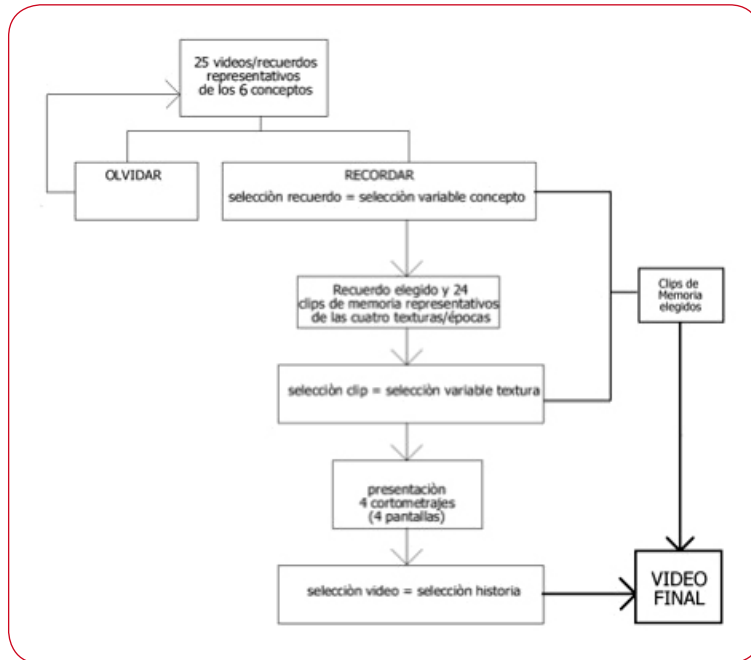 25 videos/recuerdos
representativos
de los 6 conceptos
OLVIDAR
RECORDAR
selecciòn recuerdo = selecciòn variable concepto
Recuerdo elegido y 24
clips de memoria representativos
de las cuatro texturas/épocas
Clips de
Memoria
elegidos
selecciòn clip = selecciòn variable textura
presentaciòn
4 cortometrajes
(4 pantallas)
selecciòn video = selecciòn historia
VIDEO
FINAL